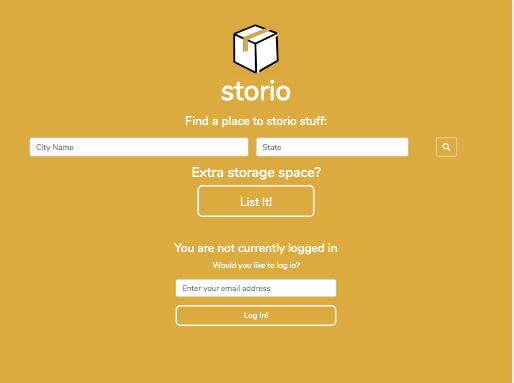 storio
Find a place to storio stuff:
City Name
State
Extra storage space?
List It!
You are not currently logged in
Would you like to log in?
Enter your email address
Log In!